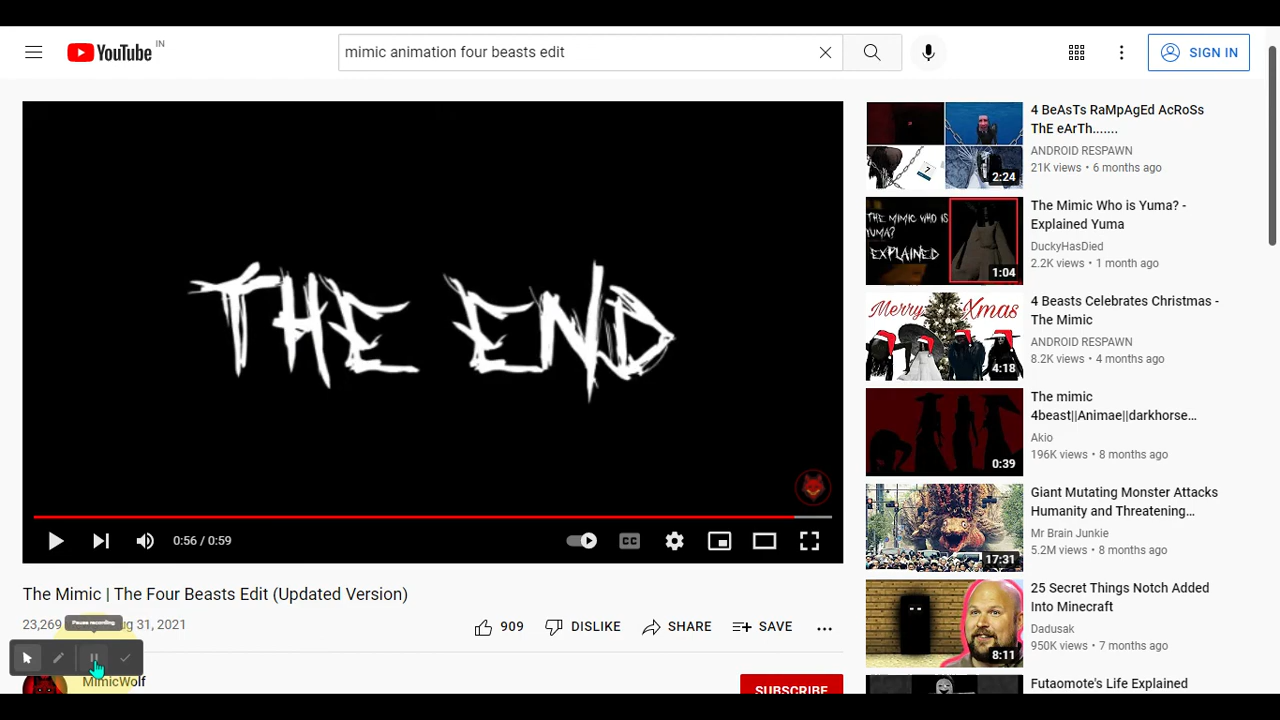 YouTube IN
mimic animation four beasts edit
SIGN IN
THE END
0:56 / 0:59
CC
The Mimic | The Four Beasts Edit (Updated Version)
23,269
ug 31, 2021
909
DISLIKE
SHARE
SAVE
Pause recording
MimicWolf
SUBSCRIBE
7
2:24
4 BeAsTs RaMpAgEd AcRoSs
ThE eArTh.......
ANDROID RESPAWN
21K views • 6 months ago
THE MIMIC WHO IS
YUMA?
EXPLAINED
1:04
The Mimic Who is Yuma? -
Explained Yuma
DuckyHasDied
2.2K views • 1 month ago
Merry Xmas
4:18
4 Beasts Celebrates Christmas -
The Mimic
ANDROID RESPAWN
8.2K views • 4 months ago
0:39
The mimic
4beast||Animae||darkhorse...
Akio
196K views • 8 months ago
17:31
Giant Mutating Monster Attacks
Humanity and Threatening...
Mr Brain Junkie
5.2M views • 8 months ago
8:11
25 Secret Things Notch Added
Into Minecraft
Dadusak
950K views • 7 months ago
Futaomote's Life Explained